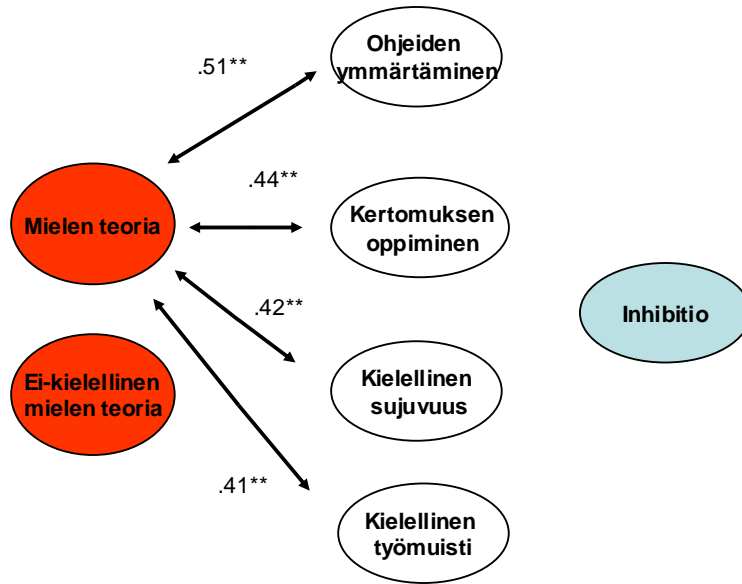 Ohjeiden
ymmärtäminen
.51**
.44**
Mielen teoria
Kertomuksen
oppiminen
.42**
Inhibitio
Ei-kielellinen
mielen teoria
Kielellinen
sujuvuus
.41**
Kielellinen
työmuisti